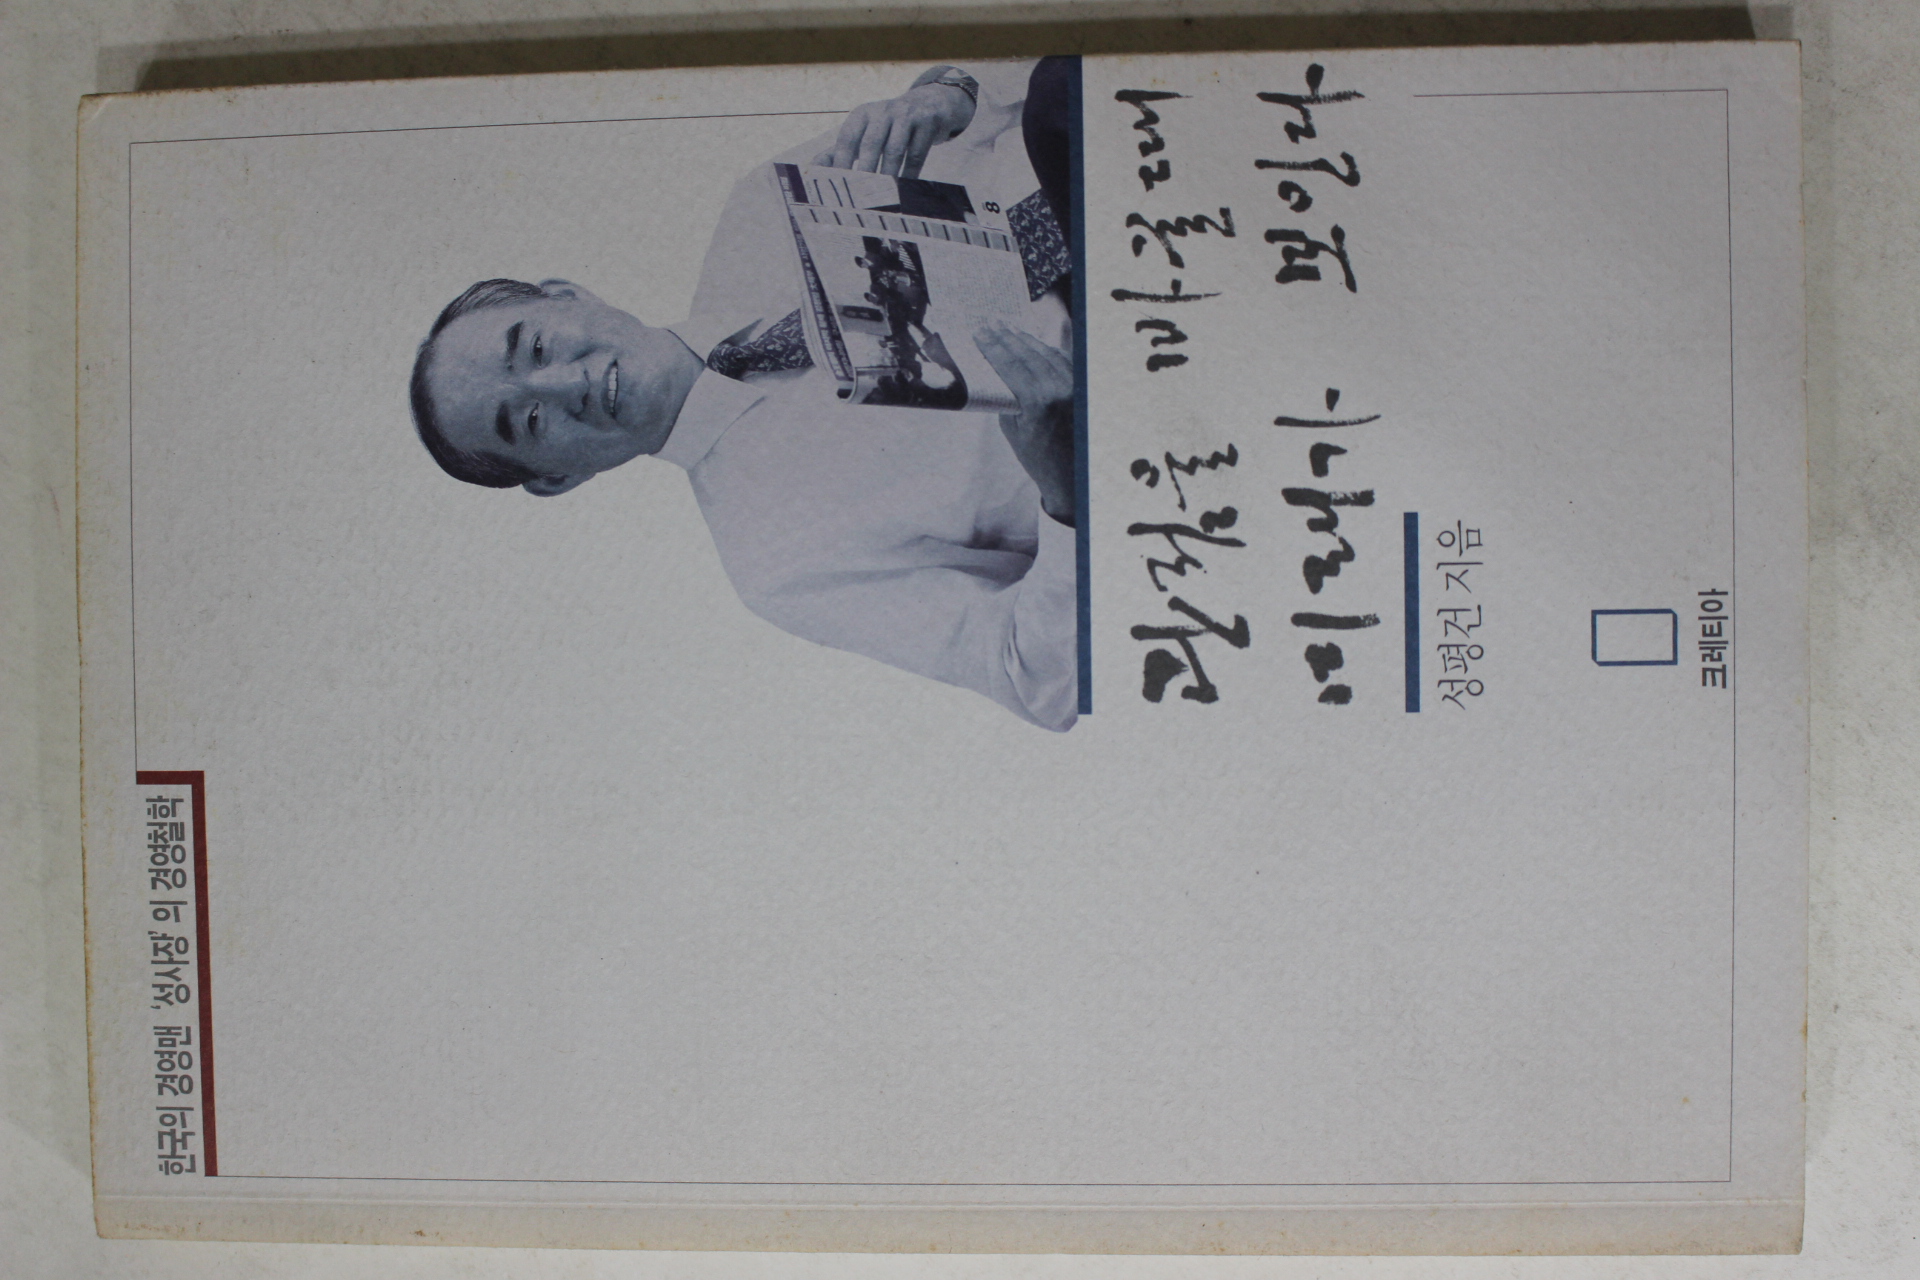 한국의 경영맨 '성사장'의 경영철학
관점을 바꿀때
미래가 보인다
성평건 지음
크레티아
8